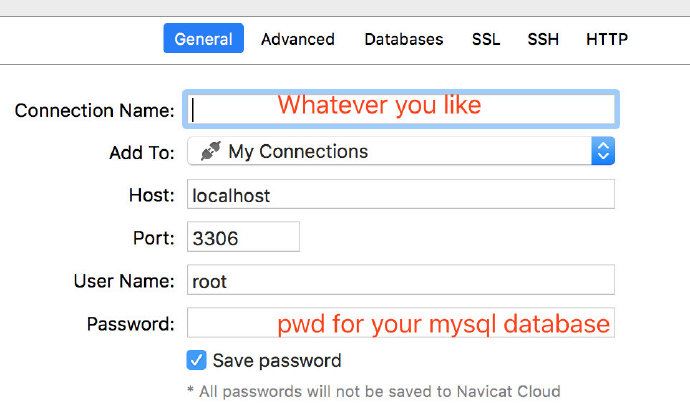 General Advanced Databases SSL SSH HTTP
Connection Name: Whatever you like
Add To: My Connections
Host: localhost
Port: 3306
User Name: root
Password: pwd for your mysql database
Save password
* All passwords will not be saved to Navicat Cloud